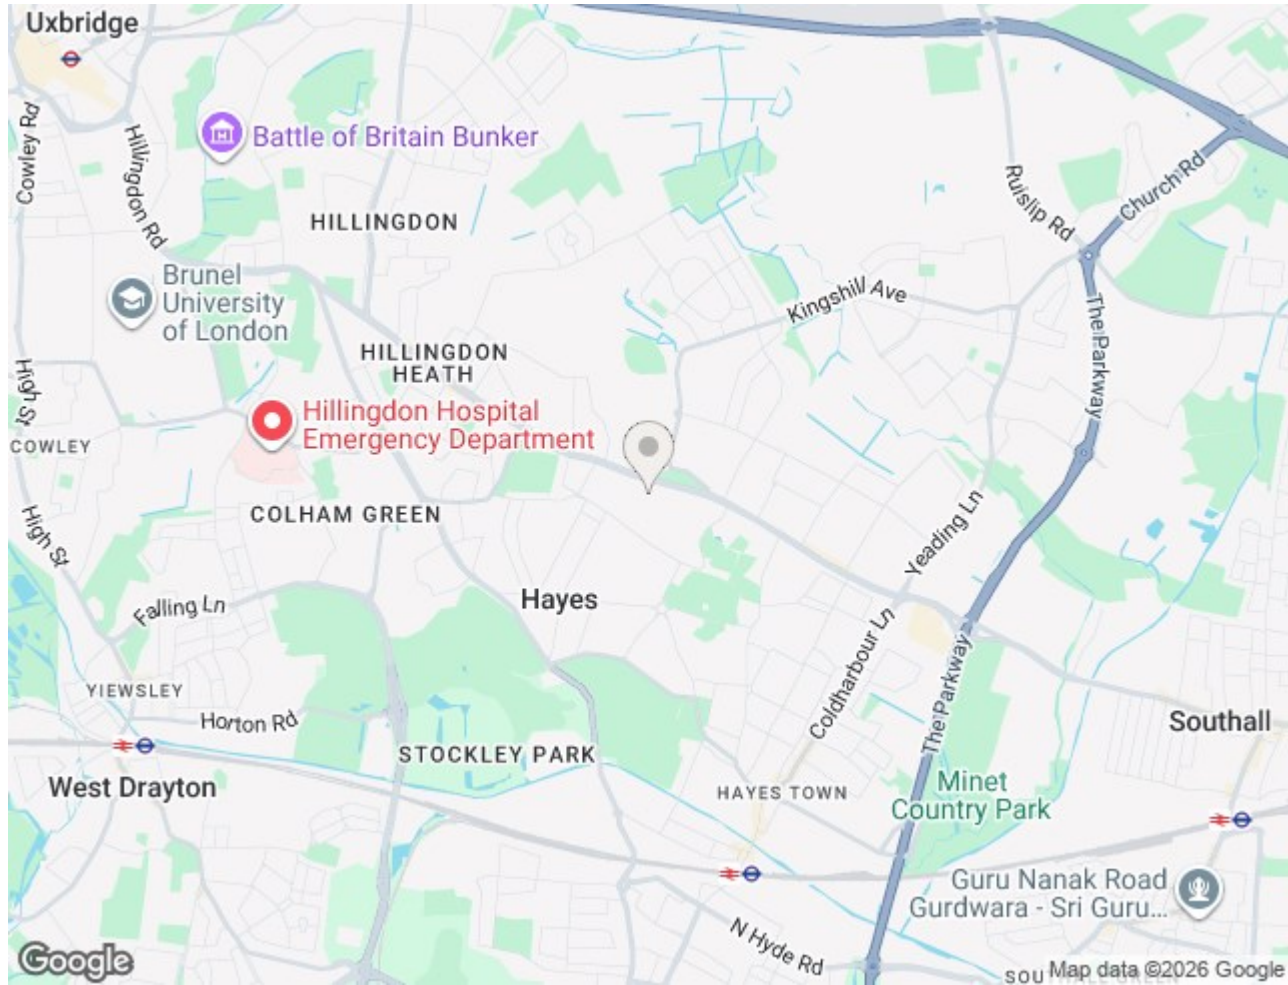 Uxbridge
Cowley Rd
Hillingdon Rd
Battle of Britain Bunker
HILLINGDON
Ruislip Rd
Church Rd
Brunel
University
of London
Kingshill Ave
The Parkway
HILLINGDON
HEATH
High St
Hillingdon Hospital
Emergency Department
COWLEY
COLHAM GREEN
High St
Yeading Ln
Falling Ln
Hayes
Coldharbour Ln
The Parkway
YIEWSLEY
Horton Rd
Southall
STOCKLEY PARK
West Drayton
HAYES TOWN
Minet
Country Park
Guru Nanak Road
Gurdwara - Sri Guru...
N Hyde Rd
Google
Map data ©2026 Google